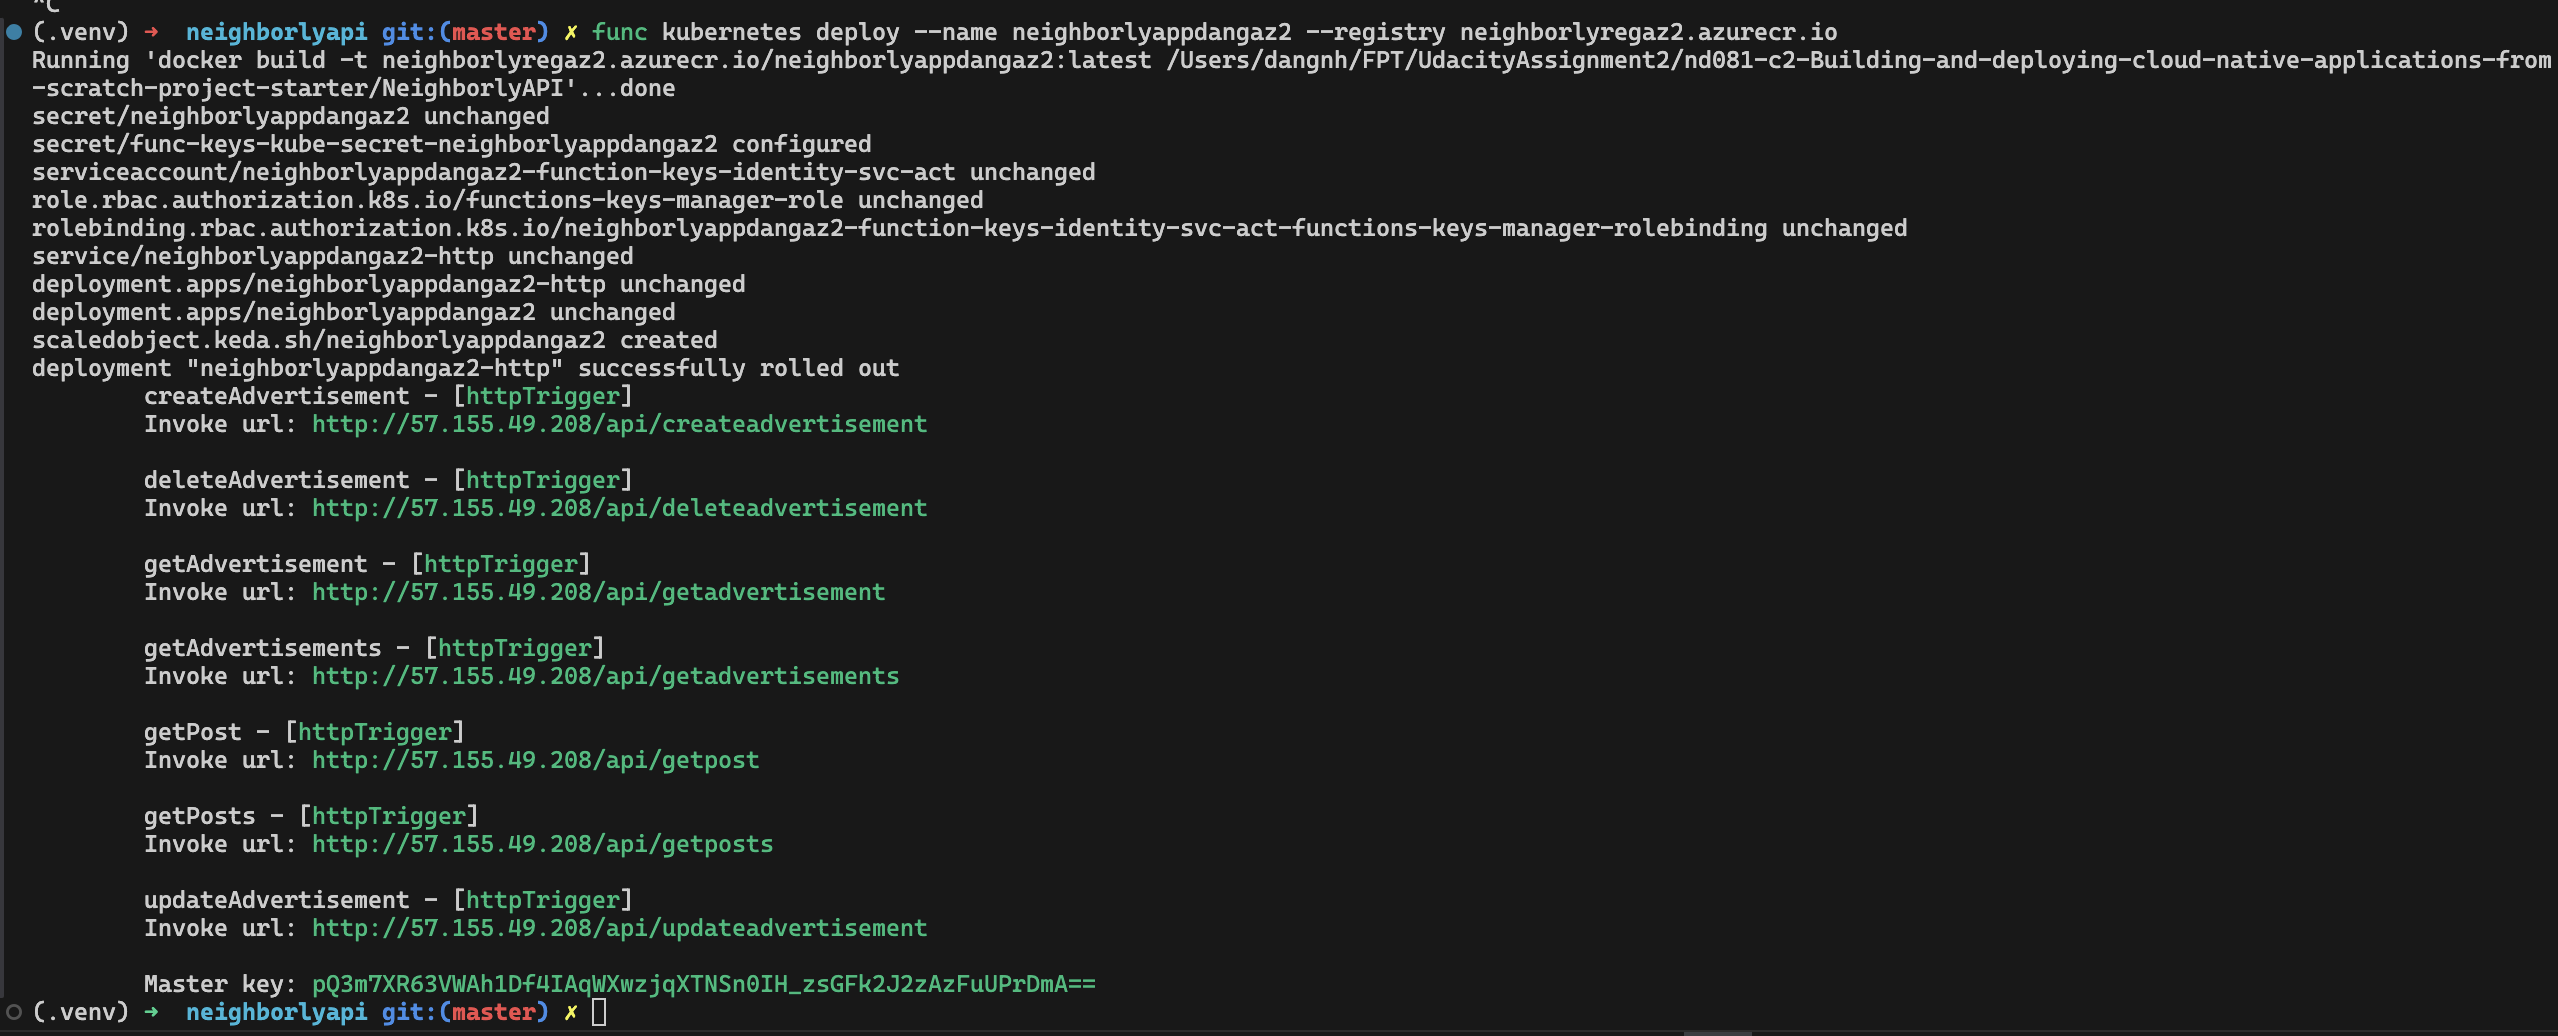 ^C
(.venv) ➜  neighborlyapi git:(master) ✗ func kubernetes deploy --name neighborlyappdangaz2 --registry neighborlyregaz2.azurecr.io
Running 'docker build -t neighborlyregaz2.azurecr.io/neighborlyappdangaz2:latest /Users/dangnh/FPT/UdacityAssignment2/nd081-c2-Building-and-deploying-cloud-native-applications-from
-scratch-project-starter/NeighborlyAPI'...done
secret/neighborlyappdangaz2 unchanged
secret/func-keys-kube-secret-neighborlyappdangaz2 configured
serviceaccount/neighborlyappdangaz2-function-keys-identity-svc-act unchanged
role.rbac.authorization.k8s.io/functions-keys-manager-role unchanged
rolebinding.rbac.authorization.k8s.io/neighborlyappdangaz2-function-keys-identity-svc-act-functions-keys-manager-rolebinding unchanged
service/neighborlyappdangaz2-http unchanged
deployment.apps/neighborlyappdangaz2-http unchanged
deployment.apps/neighborlyappdangaz2 unchanged
scaledobject.keda.sh/neighborlyappdangaz2 created
deployment "neighborlyappdangaz2-http" successfully rolled out
createAdvertisement - [httpTrigger]
Invoke url: http://57.155.49.208/api/createadvertisement
deleteAdvertisement - [httpTrigger]
Invoke url: http://57.155.49.208/api/deleteadvertisement
getAdvertisement - [httpTrigger]
Invoke url: http://57.155.49.208/api/getadvertisement
getAdvertisements - [httpTrigger]
Invoke url: http://57.155.49.208/api/getadvertisements
getPost - [httpTrigger]
Invoke url: http://57.155.49.208/api/getpost
getPosts - [httpTrigger]
Invoke url: http://57.155.49.208/api/getposts
updateAdvertisement - [httpTrigger]
Invoke url: http://57.155.49.208/api/updateadvertisement
Master key: pQ3m7XR63VWAh1Df4IAqWXwzjqXTNSn0IH_zsGFk2J2zAzFuUPrDmA==
(.venv) ➜  neighborlyapi git:(master) ✗